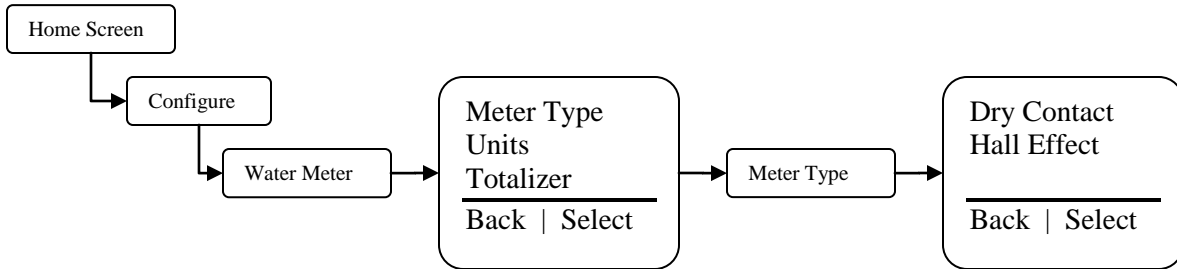 Home Screen
Configure
Water Meter
Meter Type
Units
Totalizer
Back | Select
Meter Type
Dry Contact
Hall Effect
Back | Select